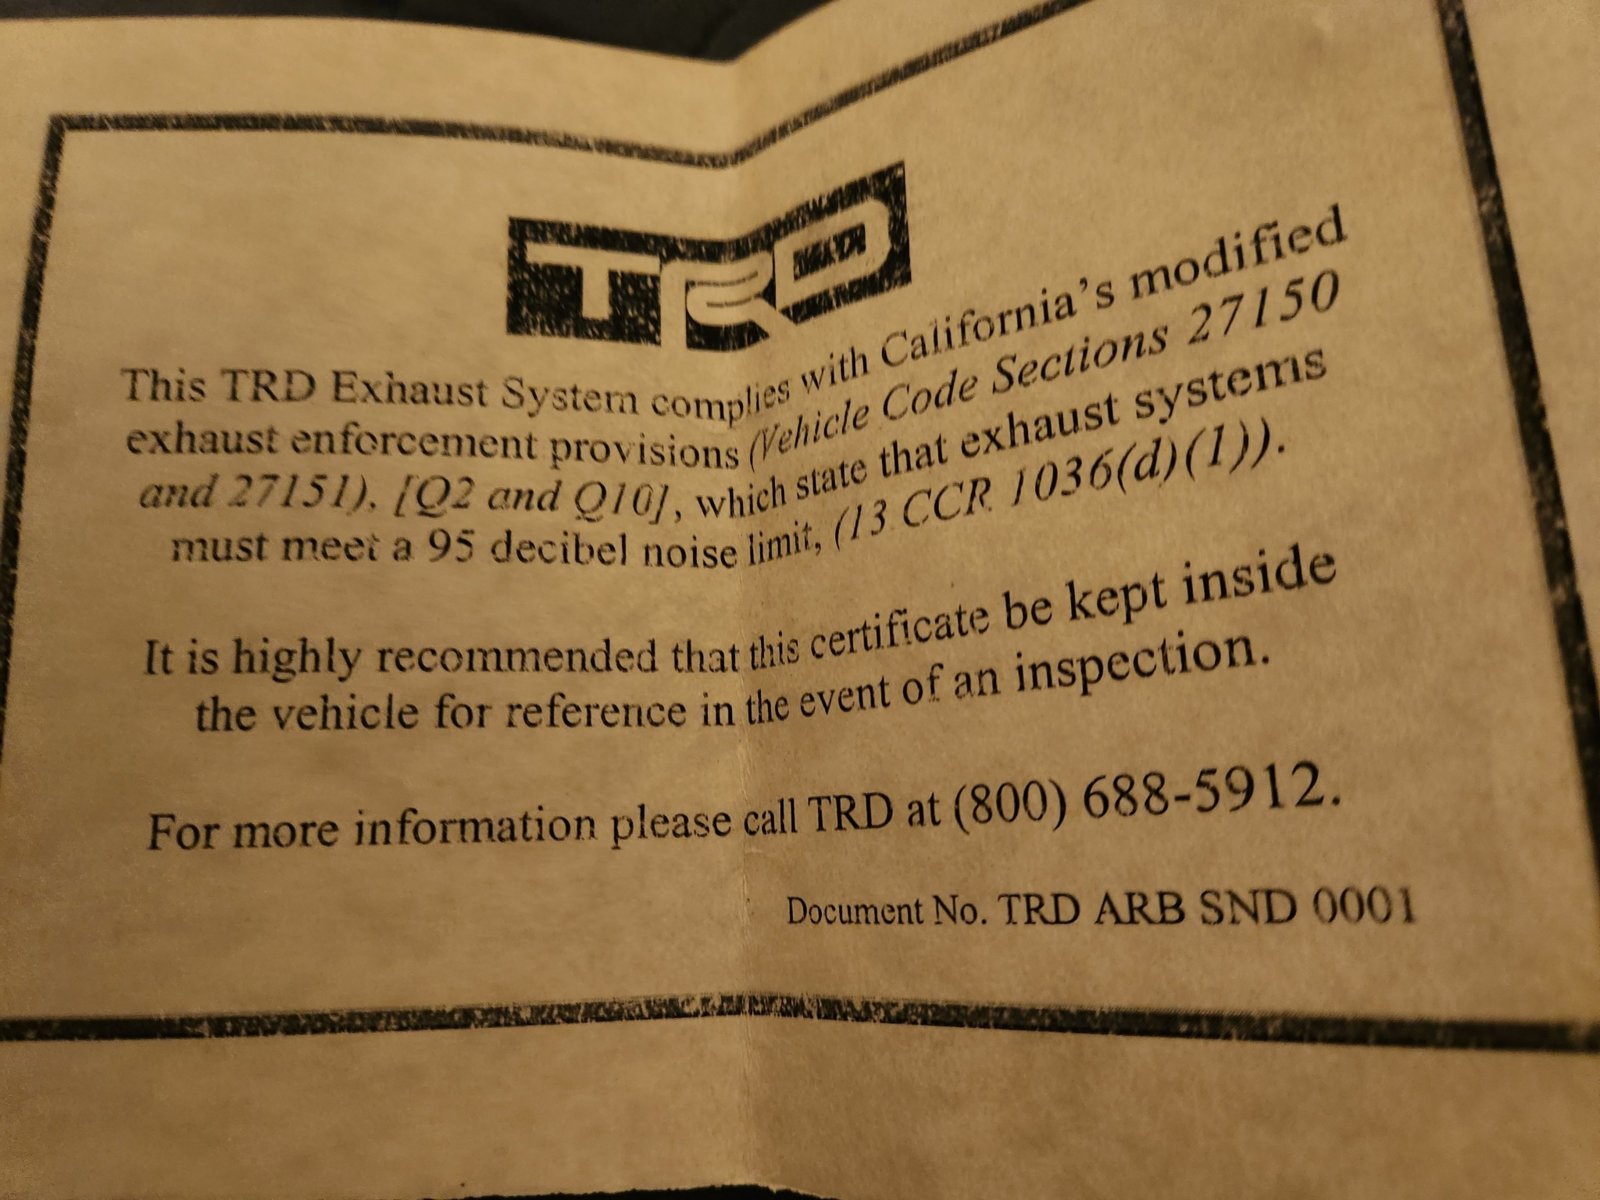 TRD
This TRD Exhaust System complies with California's modified
exhaust enforcement provisions (Vehicle Code Sections 27150
and 27151). [Q2 and Q10], which state that exhaust systems
must meet a 95 decibel noise limit, (13 CCR 1036(d)(1)).
It is highly recommended that this certificate be kept inside
the vehicle for reference in the event of an inspection.
For more information please call TRD at (800) 688-5912.
Document No. TRD ARB SND 0001